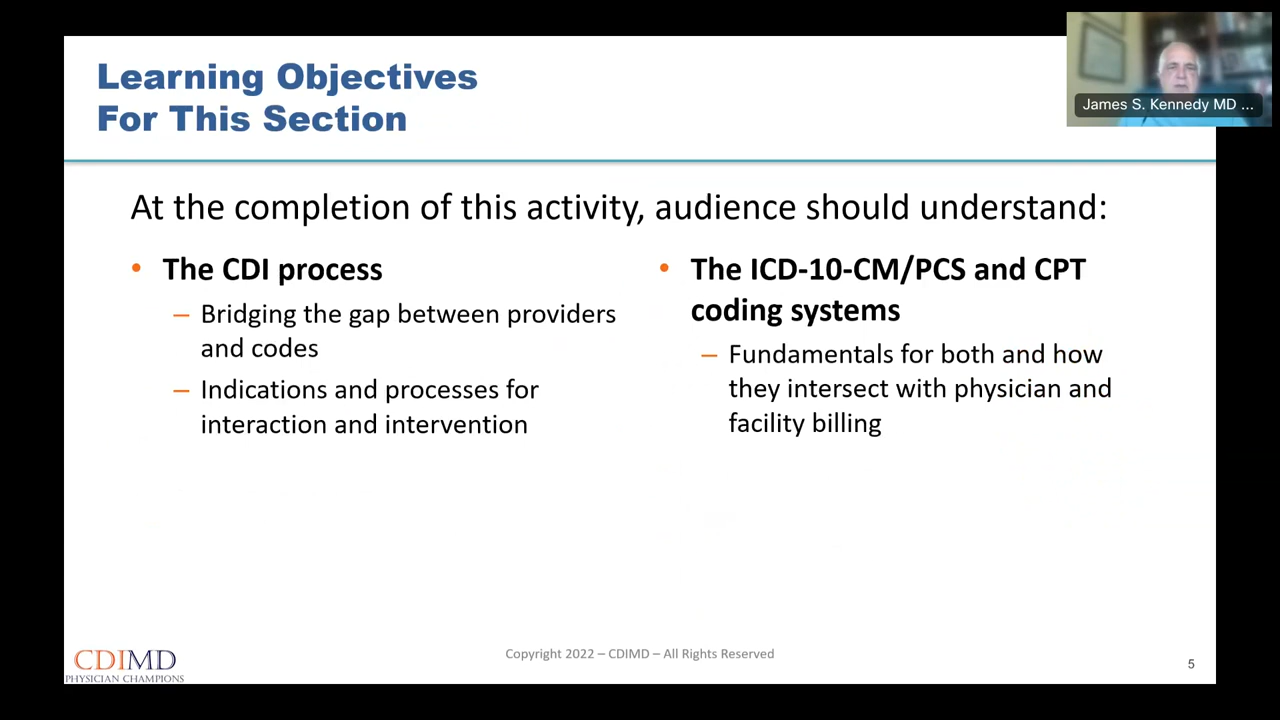 Learning Objectives
For This Section
James S. Kennedy MD ...
At the completion of this activity, audience should understand:
• The CDI process
– Bridging the gap between providers
and codes
– Indications and processes for
interaction and intervention
• The ICD-10-CM/PCS and CPT
coding systems
– Fundamentals for both and how
they intersect with physician and
facility billing
CDIMD
PHYSICIAN CHAMPIONS
Copyright 2022 – CDIMD – All Rights Reserved
5